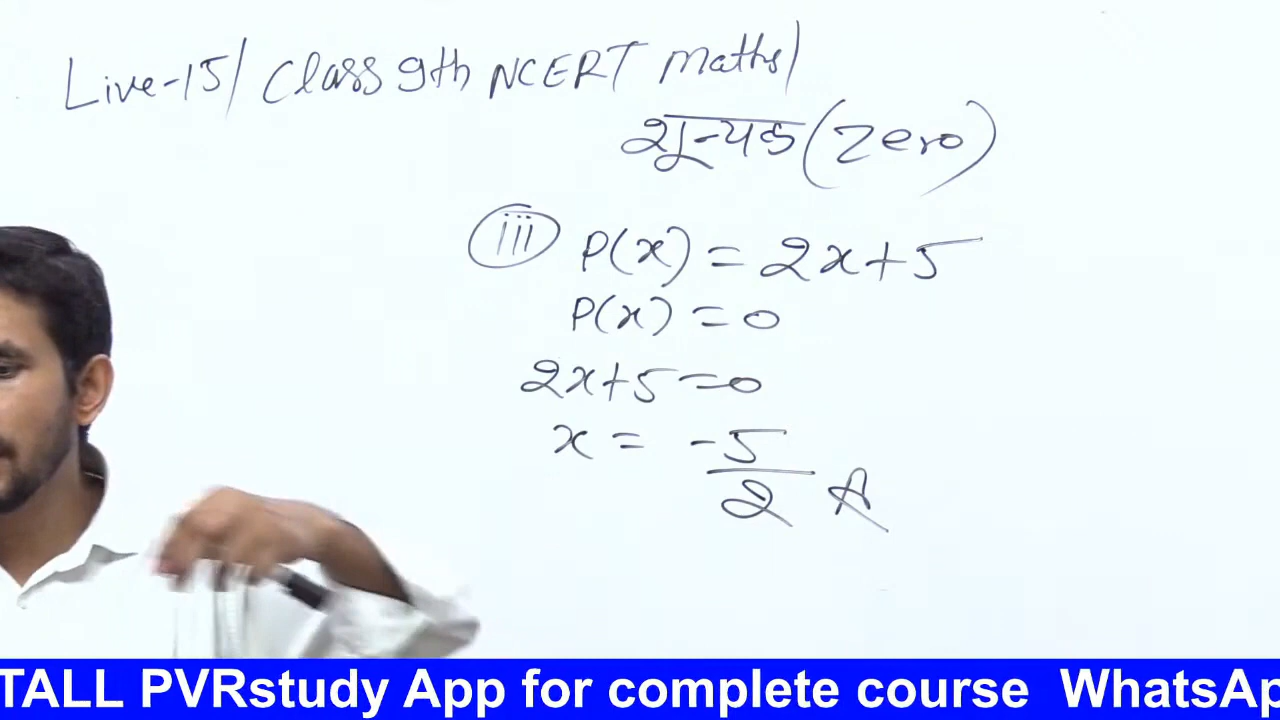 Live-15/ Class 9th NCERT Maths/
शून्यक (Zero)
iii P(x) = 2x+5
P(x) = 0
2x+5=0
x = -5/2 A
TALL PVRstudy App for complete course WhatsAp